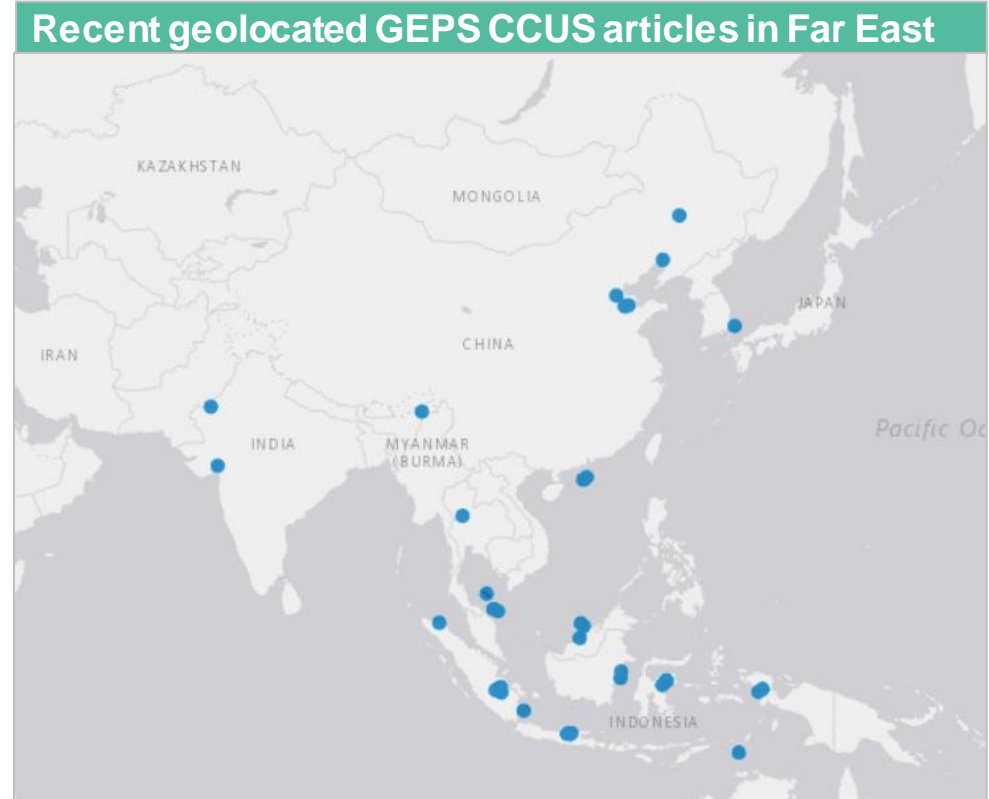 Recent geolocated GEPS CCUS articles in Far East
KAZAKHSTAN
MONGOLIA
JAPAN
CHINA
IRAN
Pacific Oc
INDIA
MYANMAR
(BURMA)
INDONESIA